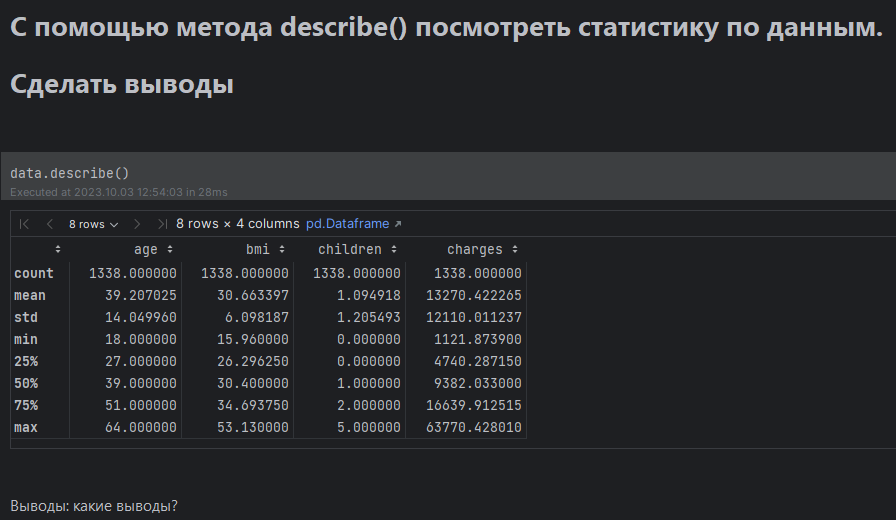 С помощью метода describe() посмотреть статистику по данным.
Сделать выводы
data.describe()
Executed at 2023.10.03 12:54:03 in 28ms
8 rows 8 rows × 4 columns pd.Dataframe
age bmi children charges
count 1338.000000 1338.000000 1338.000000 1338.000000
mean 39.207025 30.663397 1.094918 13270.422265
std 14.049960 6.098187 1.205493 12110.011237
min 18.000000 15.960000 0.000000 1121.873900
25% 27.000000 26.296250 0.000000 4740.287150
50% 39.000000 30.400000 1.000000 9382.033000
75% 51.000000 34.693750 2.000000 16639.912515
max 64.000000 53.130000 5.000000 63770.428010
Выводы: какие выводы?